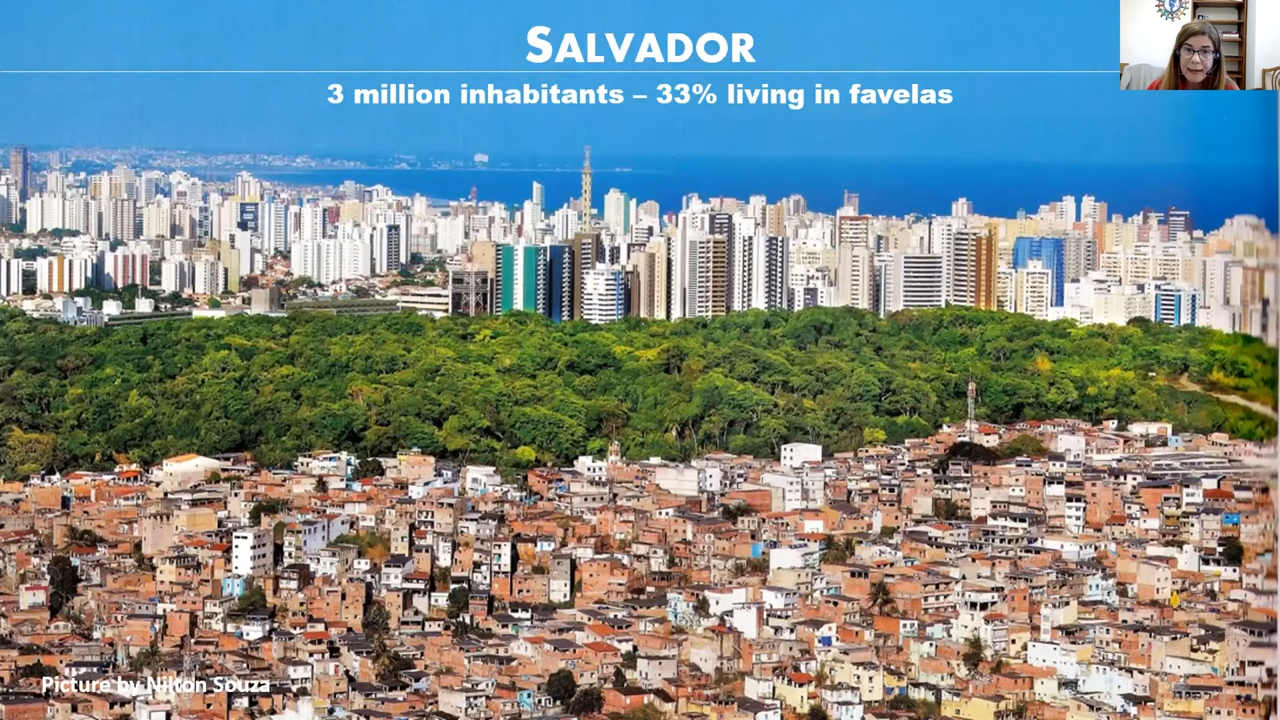 SALVADOR
3 million inhabitants – 33% living in favelas
Picture by Nilton Souza